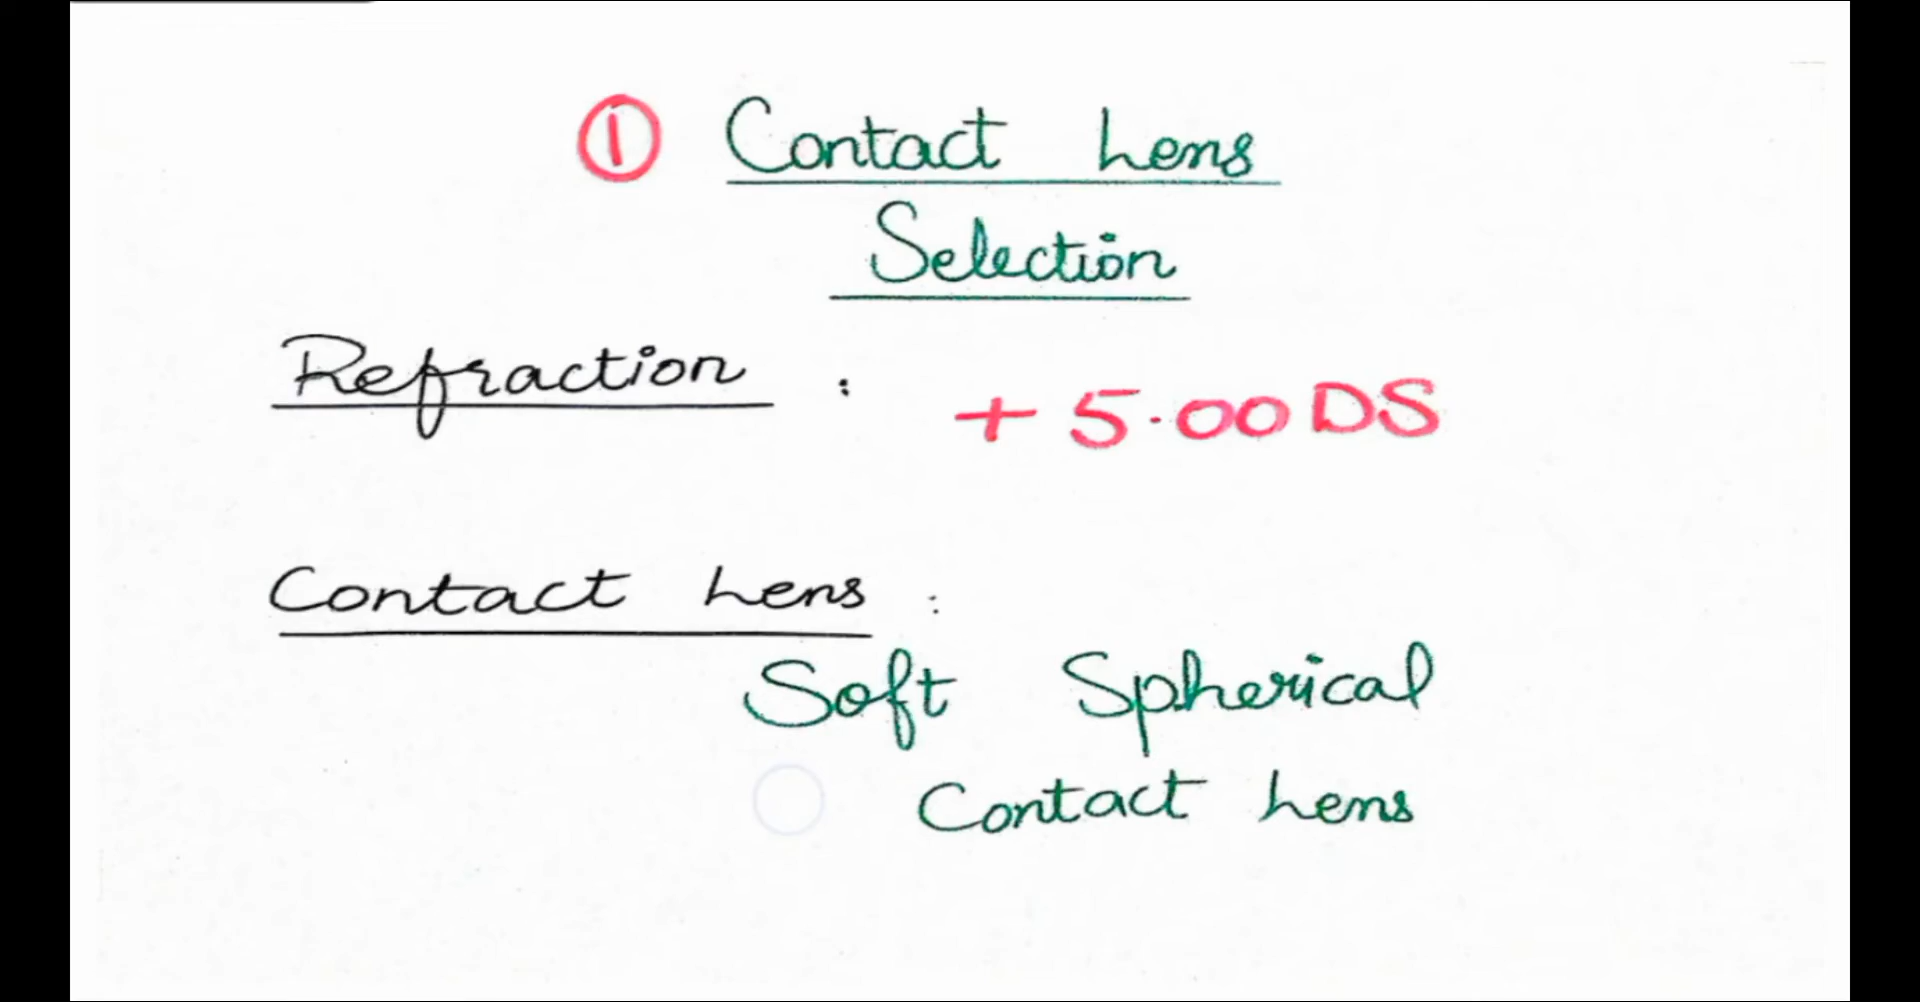 ① Contact Lens
Selection
Refraction : + 5.00 DS
Contact Lens :
Soft Spherical
Contact Lens